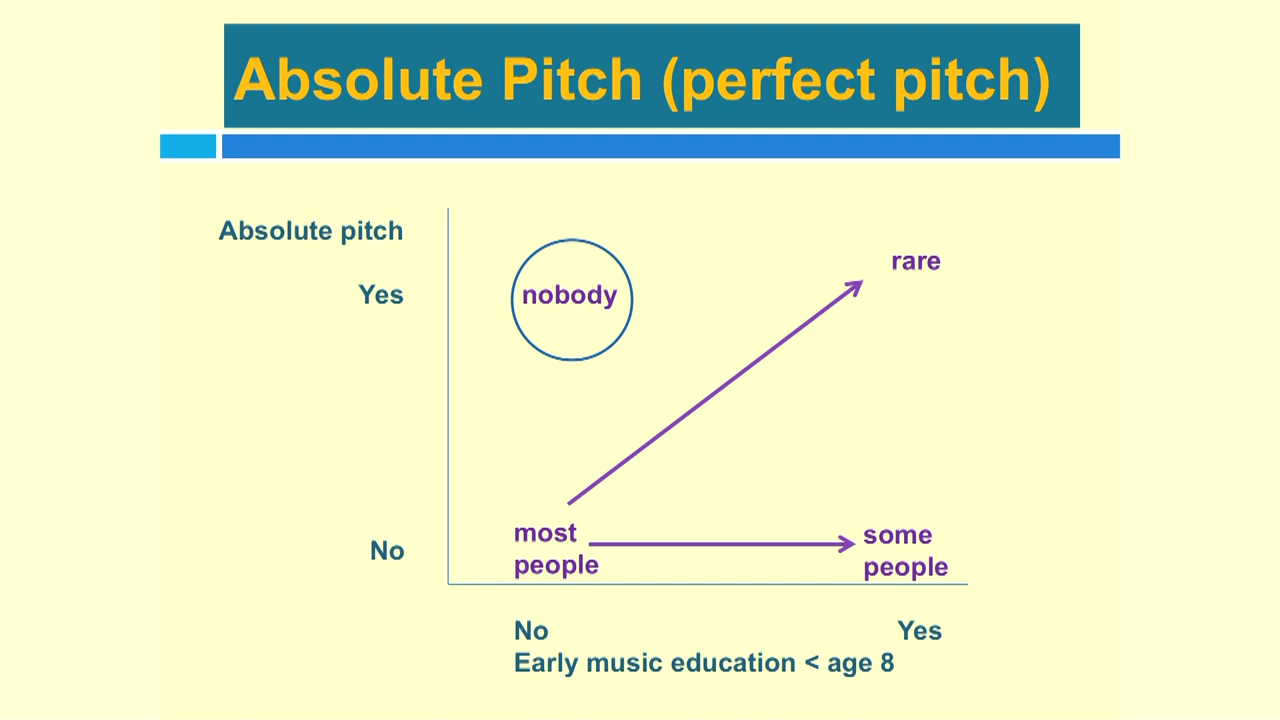 Absolute Pitch (perfect pitch)
Absolute pitch
rare
Yes
nobody
most
people
some
people
No
No
Yes
Early music education < age 8